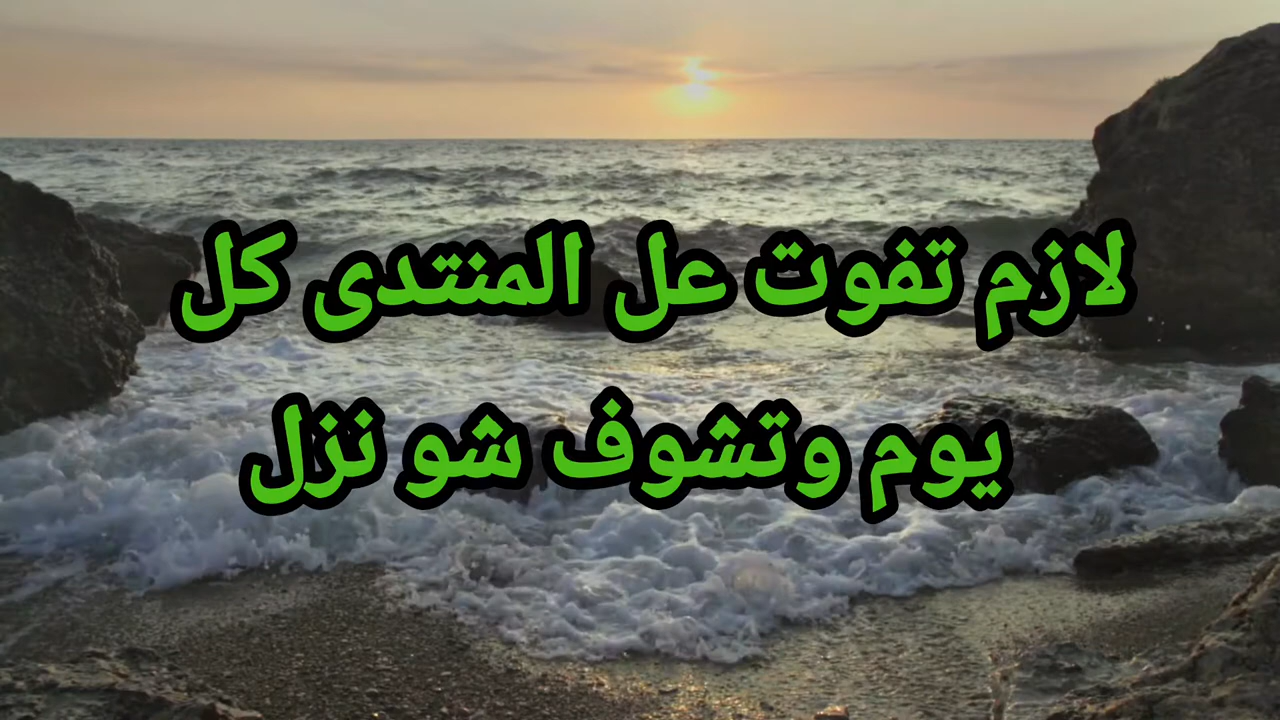 لازم تفوت عل المنتدى كل
يوم وتشوف شو نزل